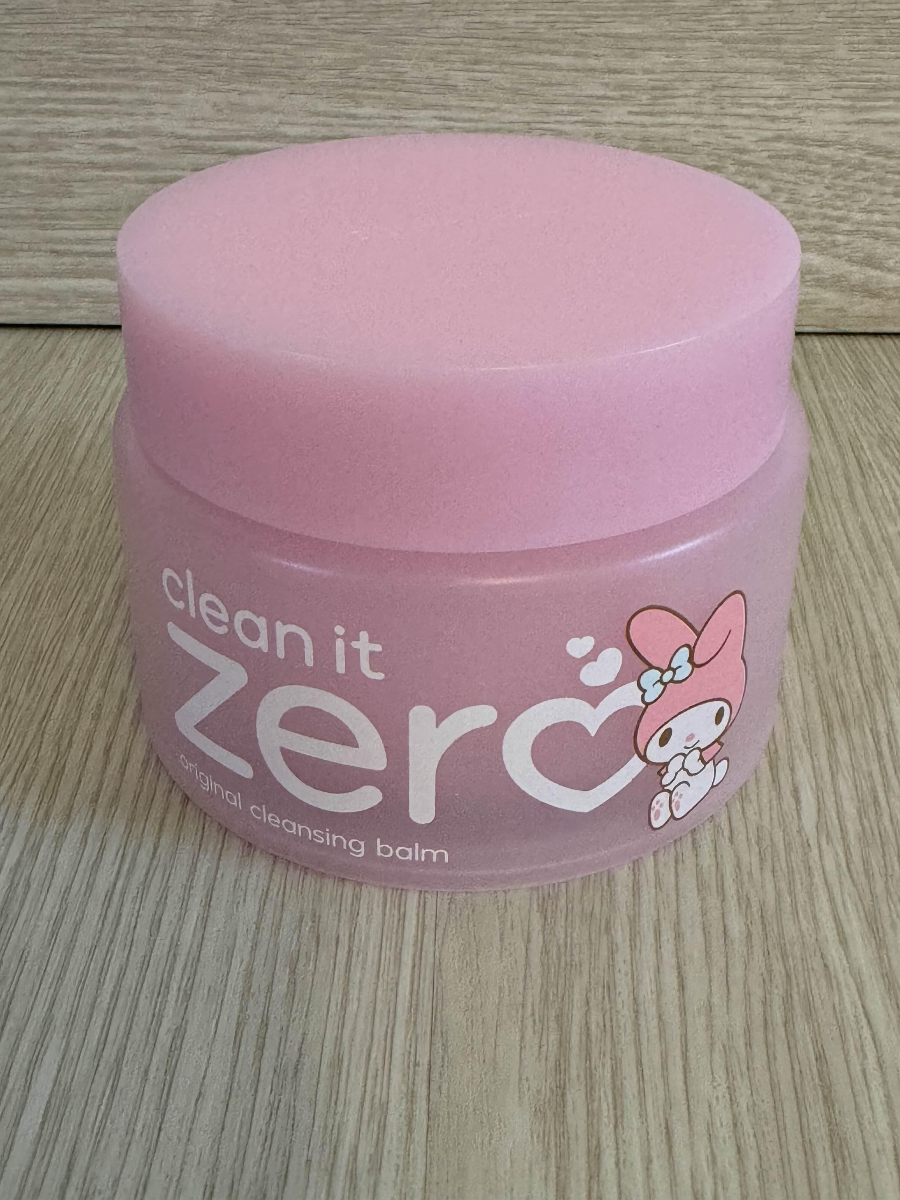 clean it
zero
original cleansing balm